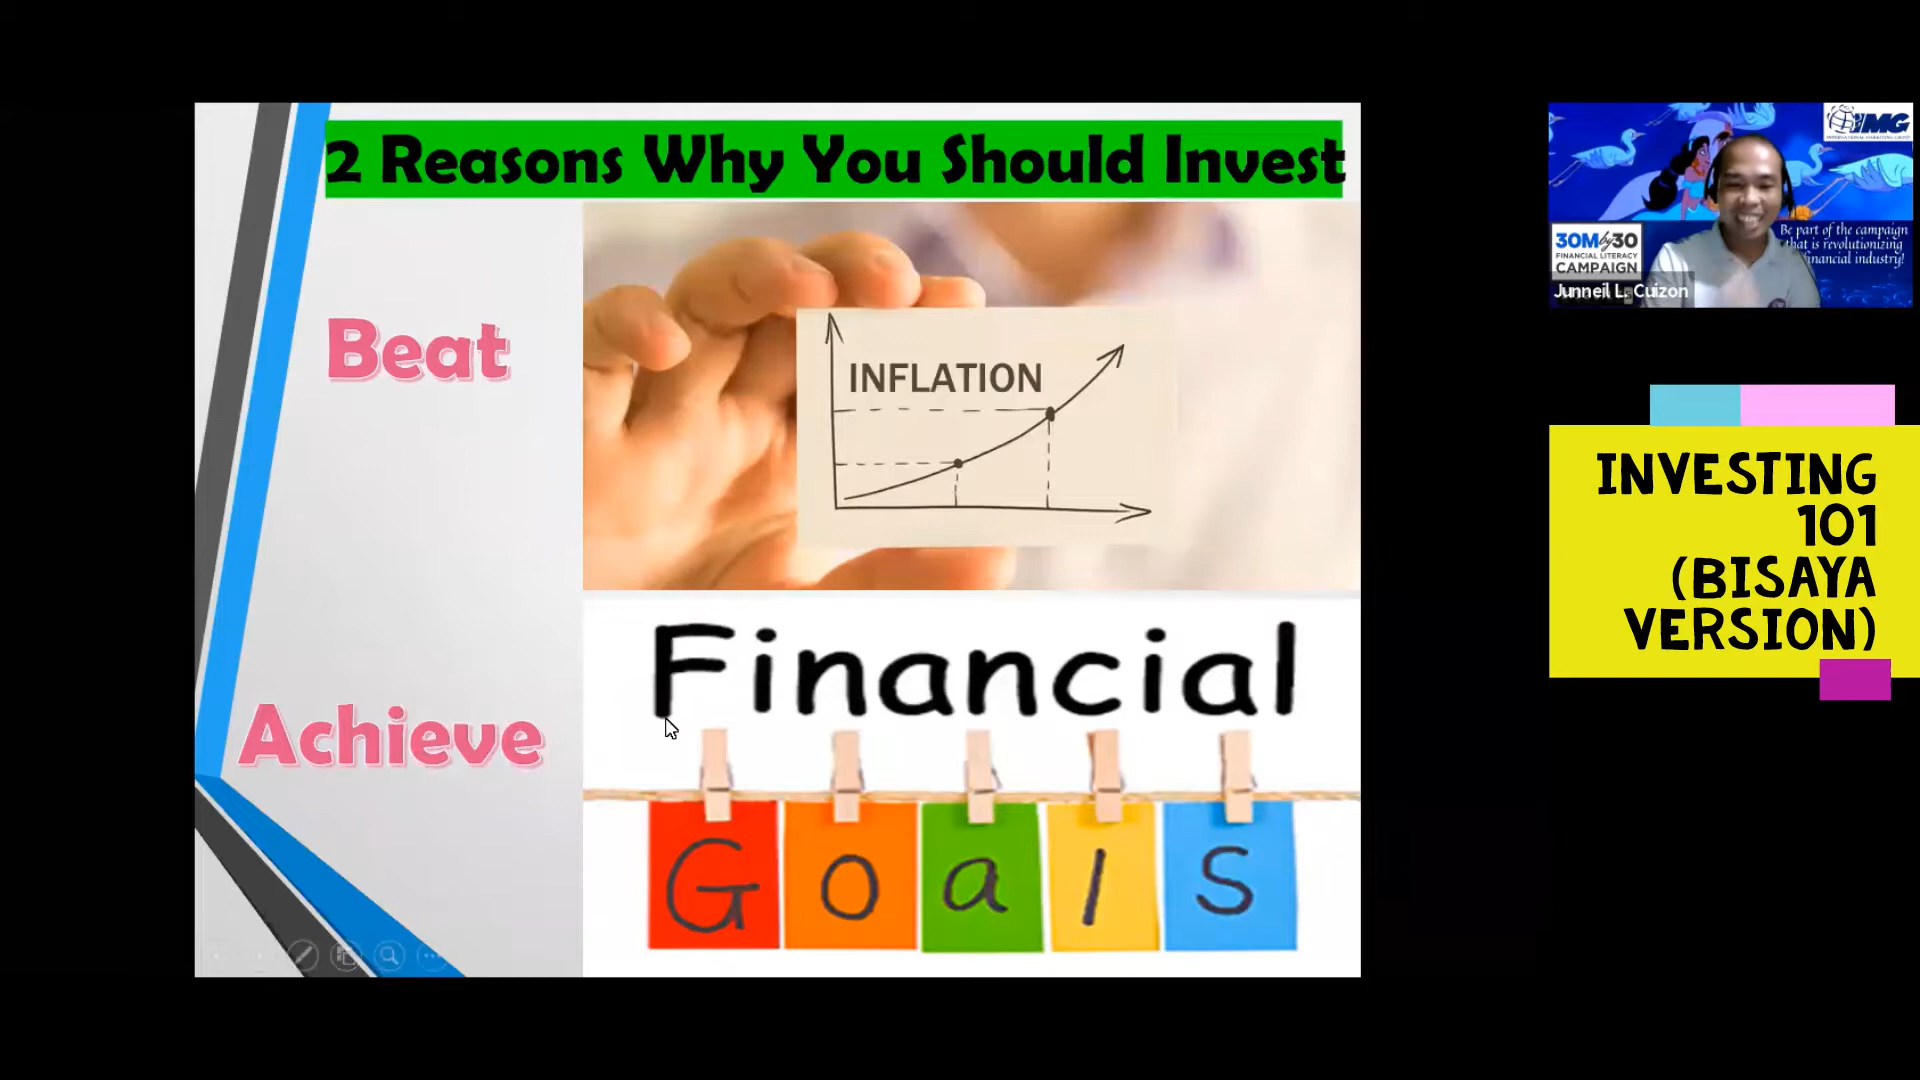 2 Reasons Why You Should Invest
Beat
INFLATION
Achieve
Financial
Goals
IMG
30M by 30
FINANCIAL LITERACY
CAMPAIGN
Be part of the campaign
that is revolutionizing
financial industry!
Junneil L. Cuizon
INVESTING
101
(BISAYA
VERSION)